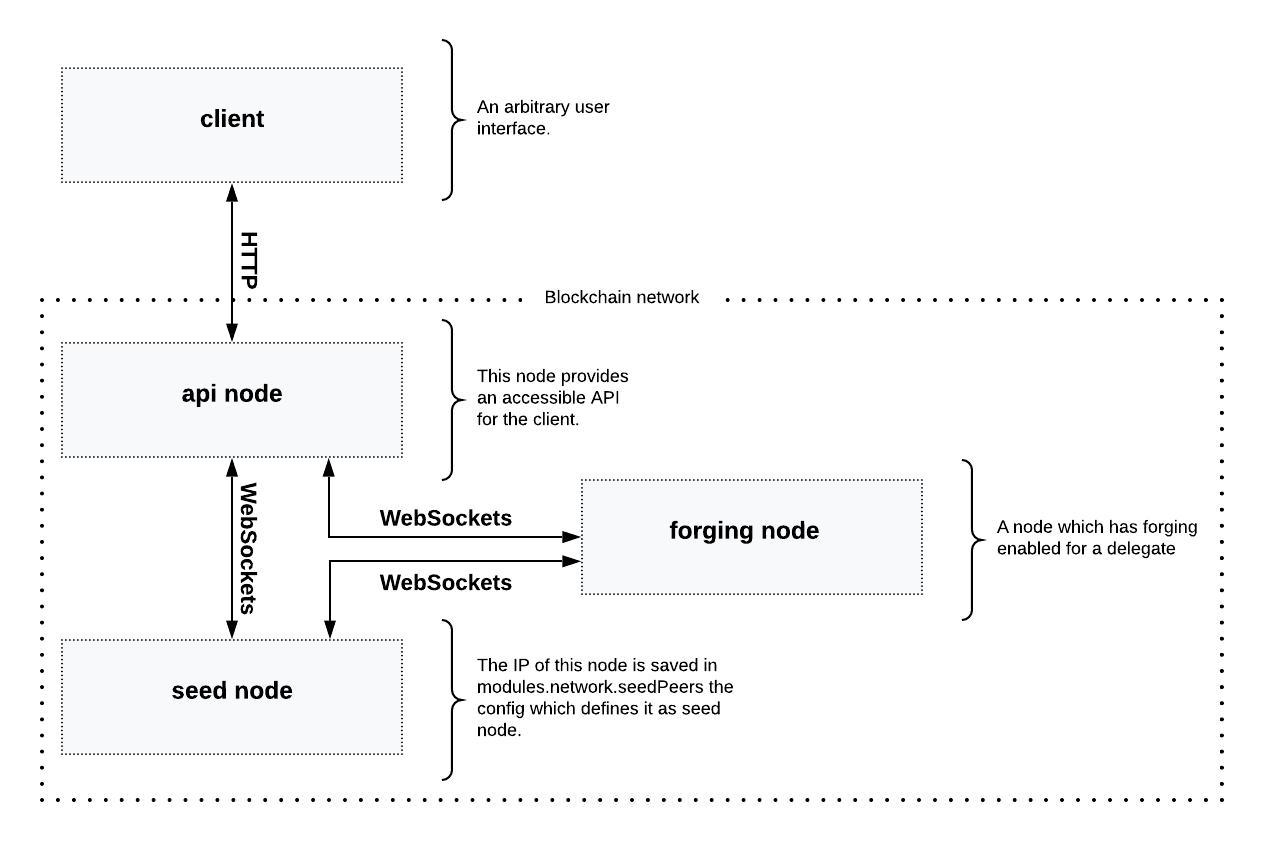 client
An arbitrary user
interface.
HTTP
Blockchain network
api node
This node provides
an accessible API
for the client.
WebSockets
WebSockets
forging node
A node which has forging
enabled for a delegate
WebSockets
seed node
The IP of this node is saved in
modules.network.seedPeers the
config which defines it as seed
node.